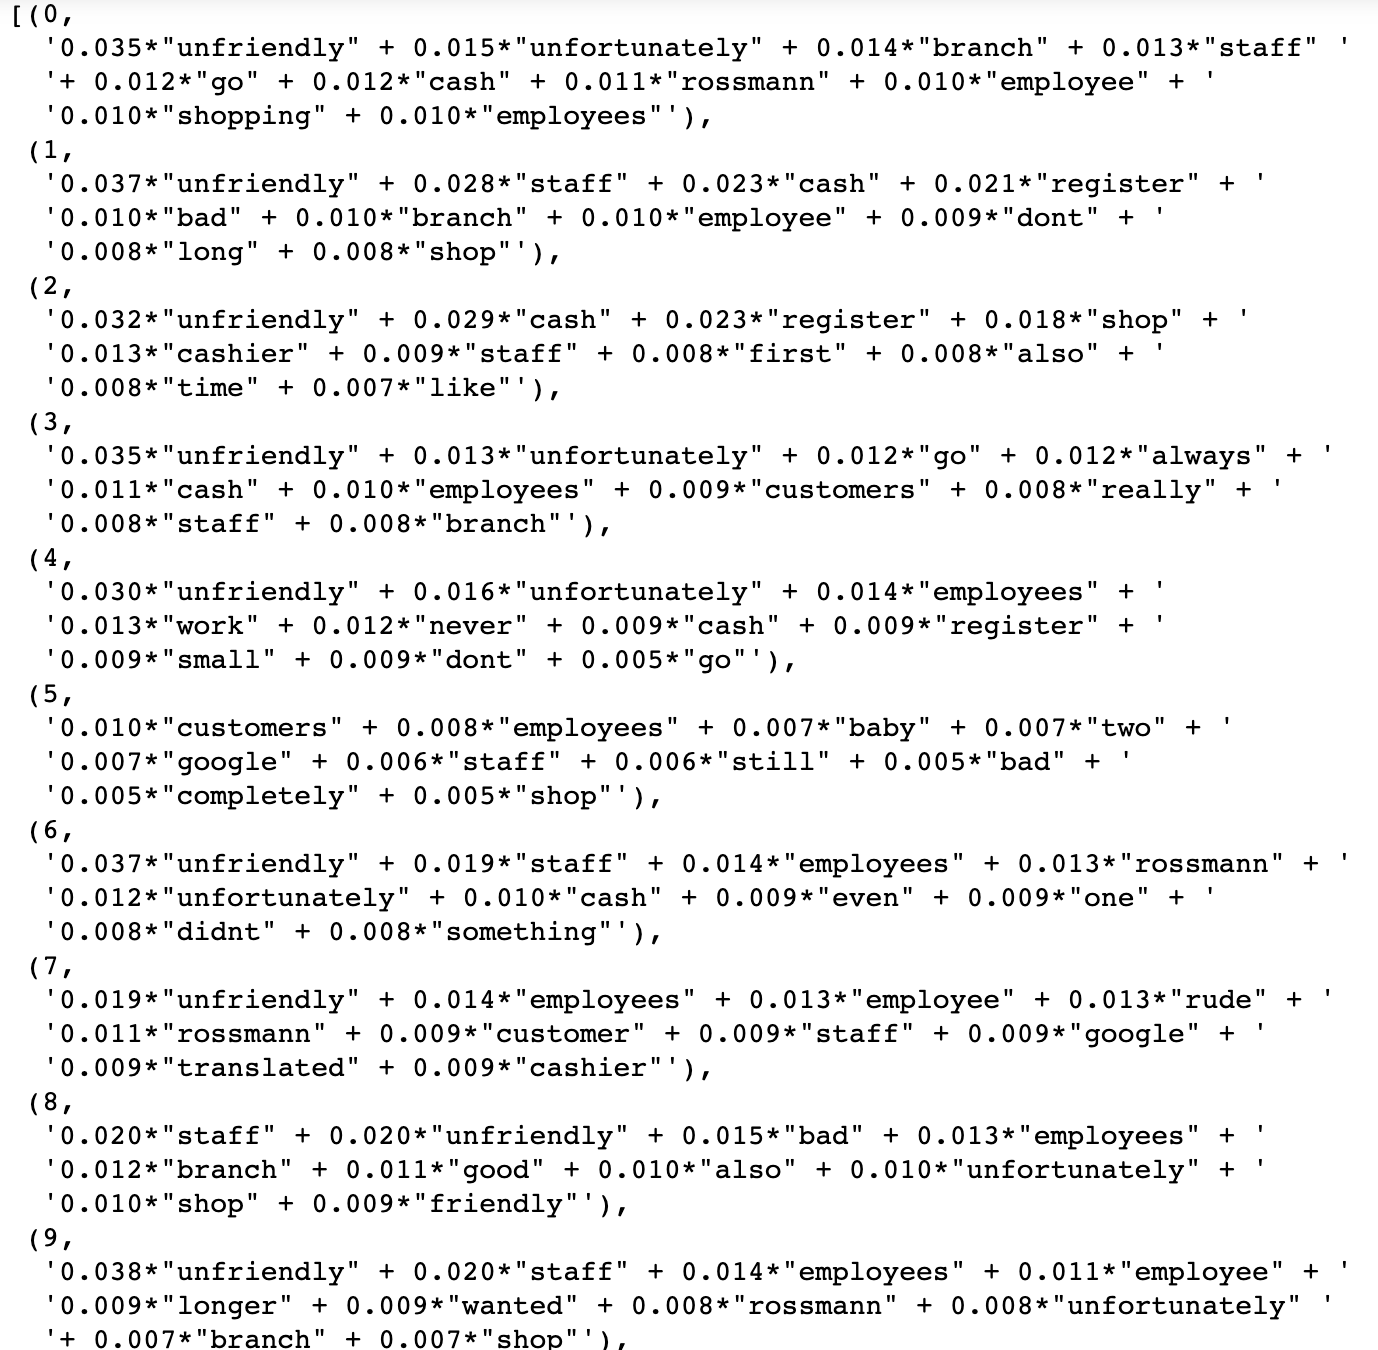 [(0,
'0.035*"unfriendly" + 0.015*"unfortunately" + 0.014*"branch" + 0.013*"staff" '
'+ 0.012*"go" + 0.012*"cash" + 0.011*"rossmann" + 0.010*"employee" + '
'0.010*"shopping" + 0.010*"employees"'),
(1,
'0.037*"unfriendly" + 0.028*"staff" + 0.023*"cash" + 0.021*"register" + '
'0.010*"bad" + 0.010*"branch" + 0.010*"employee" + 0.009*"dont" + '
'0.008*"long" + 0.008*"shop"'),
(2,
'0.032*"unfriendly" + 0.029*"cash" + 0.023*"register" + 0.018*"shop" + '
'0.013*"cashier" + 0.009*"staff" + 0.008*"first" + 0.008*"also" + '
'0.008*"time" + 0.007*"like"'),
(3,
'0.035*"unfriendly" + 0.013*"unfortunately" + 0.012*"go" + 0.012*"always" + '
'0.011*"cash" + 0.010*"employees" + 0.009*"customers" + 0.008*"really" + '
'0.008*"staff" + 0.008*"branch"'),
(4,
'0.030*"unfriendly" + 0.016*"unfortunately" + 0.014*"employees" + '
'0.013*"work" + 0.012*"never" + 0.009*"cash" + 0.009*"register" + '
'0.009*"small" + 0.009*"dont" + 0.005*"go"'),
(5,
'0.010*"customers" + 0.008*"employees" + 0.007*"baby" + 0.007*"two" + '
'0.007*"google" + 0.006*"staff" + 0.006*"still" + 0.005*"bad" + '
'0.005*"completely" + 0.005*"shop"'),
(6,
'0.037*"unfriendly" + 0.019*"staff" + 0.014*"employees" + 0.013*"rossmann" + '
'0.012*"unfortunately" + 0.010*"cash" + 0.009*"even" + 0.009*"one" + '
'0.008*"didnt" + 0.008*"something"'),
(7,
'0.019*"unfriendly" + 0.014*"employees" + 0.013*"employee" + 0.013*"rude" + '
'0.011*"rossmann" + 0.009*"customer" + 0.009*"staff" + 0.009*"google" + '
'0.009*"translated" + 0.009*"cashier"'),
(8,
'0.020*"staff" + 0.020*"unfriendly" + 0.015*"bad" + 0.013*"employees" + '
'0.012*"branch" + 0.011*"good" + 0.010*"also" + 0.010*"unfortunately" + '
'0.010*"shop" + 0.009*"friendly"'),
(9,
'0.038*"unfriendly" + 0.020*"staff" + 0.014*"employees" + 0.011*"employee" + '
'0.009*"longer" + 0.009*"wanted" + 0.008*"rossmann" + 0.008*"unfortunately" '
'+ 0.007*"branch" + 0.007*"shop"'),